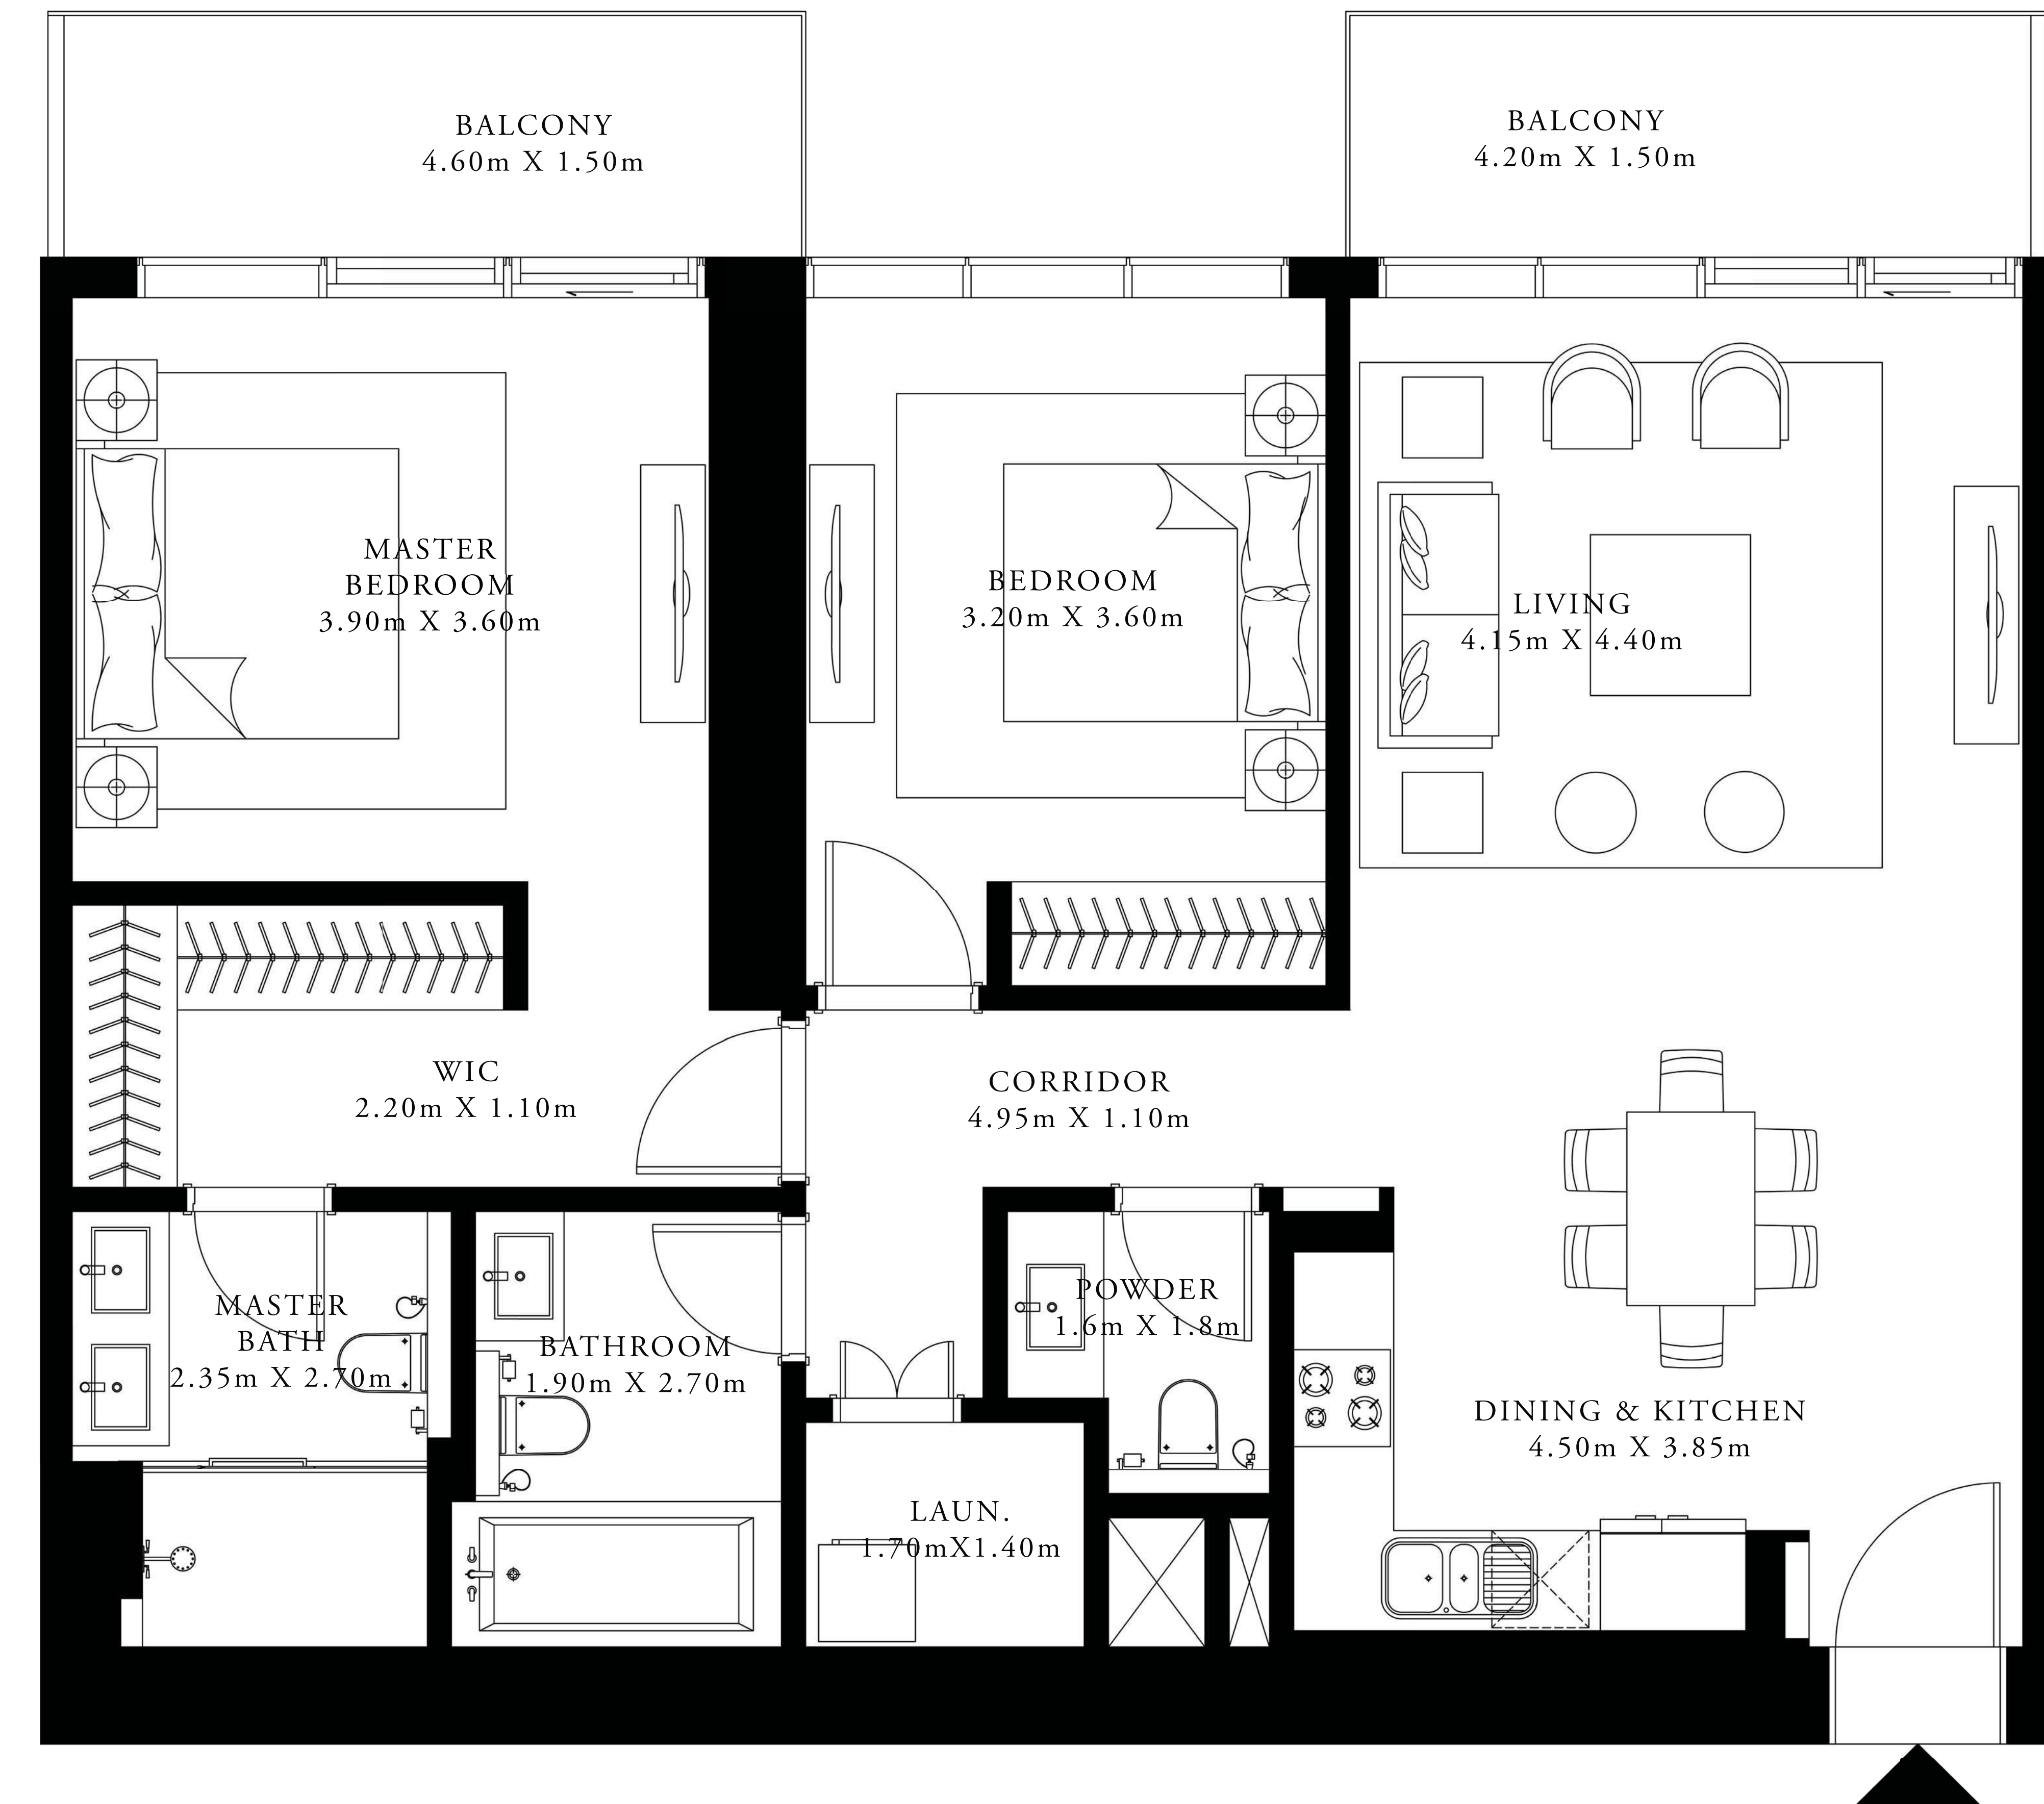 BALCONY
4.60m X 1.50m
BALCONY
4.20m X 1.50m
MASTER
BEDROOM
3.90m X 3.60m
BEDROOM
3.20m X 3.60m
LIVING
4.15m X 4.40m
WIC
2.20m X 1.10m
CORRIDOR
4.95m X 1.10m
MASTER
BATH
2.35m X 2.70m
BATHROOM
1.90m X 2.70m
POWDER
1.6m X 1.8m
DINING & KITCHEN
4.50m X 3.85m
LAUN.
1.70mX1.40m